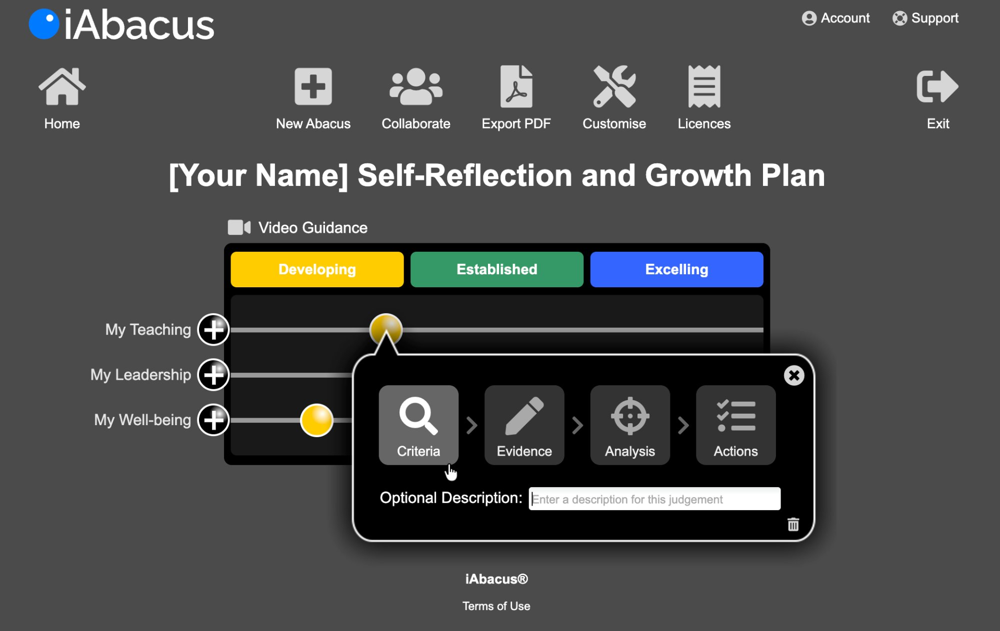 iAbacus
Account
Support
Home
New Abacus
Collaborate
Export PDF
Customise
Licences
Exit
[Your Name] Self-Reflection and Growth Plan
Video Guidance
Developing
Established
Excelling
My Teaching
My Leadership
My Well-being
Criteria
Evidence
Analysis
Actions
Optional Description:
Enter a description for this judgement
iAbacus®
Terms of Use